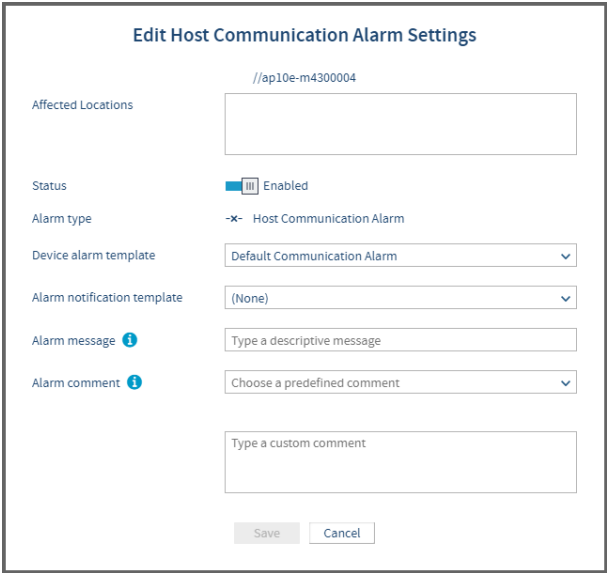 Edit Host Communication Alarm Settings
//ap10e-m4300004
Affected Locations
Status
Enabled
Alarm type
Host Communication Alarm
Device alarm template
Default Communication Alarm
Alarm notification template
(None)
Alarm message
Type a descriptive message
Alarm comment
Choose a predefined comment
Type a custom comment
Save
Cancel